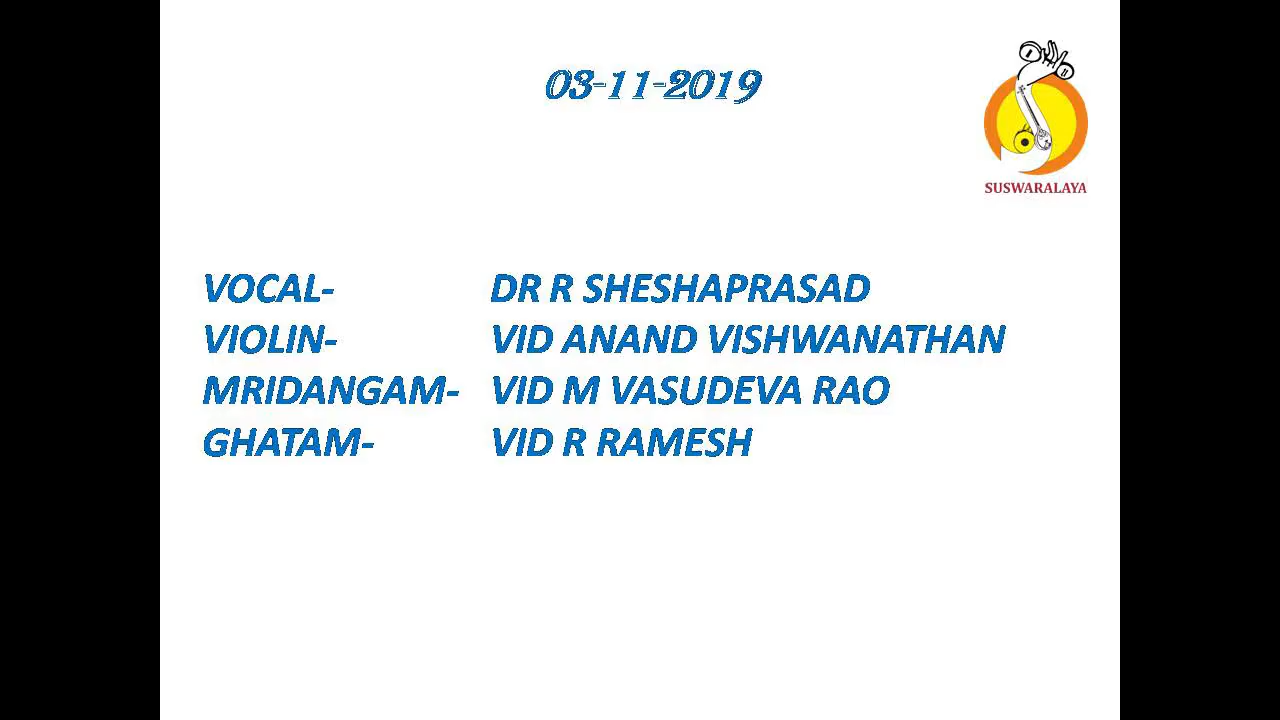 03-11-2019
SUSWARALAYA
VOCAL- DR R SHESHAPRASAD
VIOLIN- VID ANAND VISHWANATHAN
MRIDANGAM- VID M VASUDEVA RAO
GHATAM- VID R RAMESH